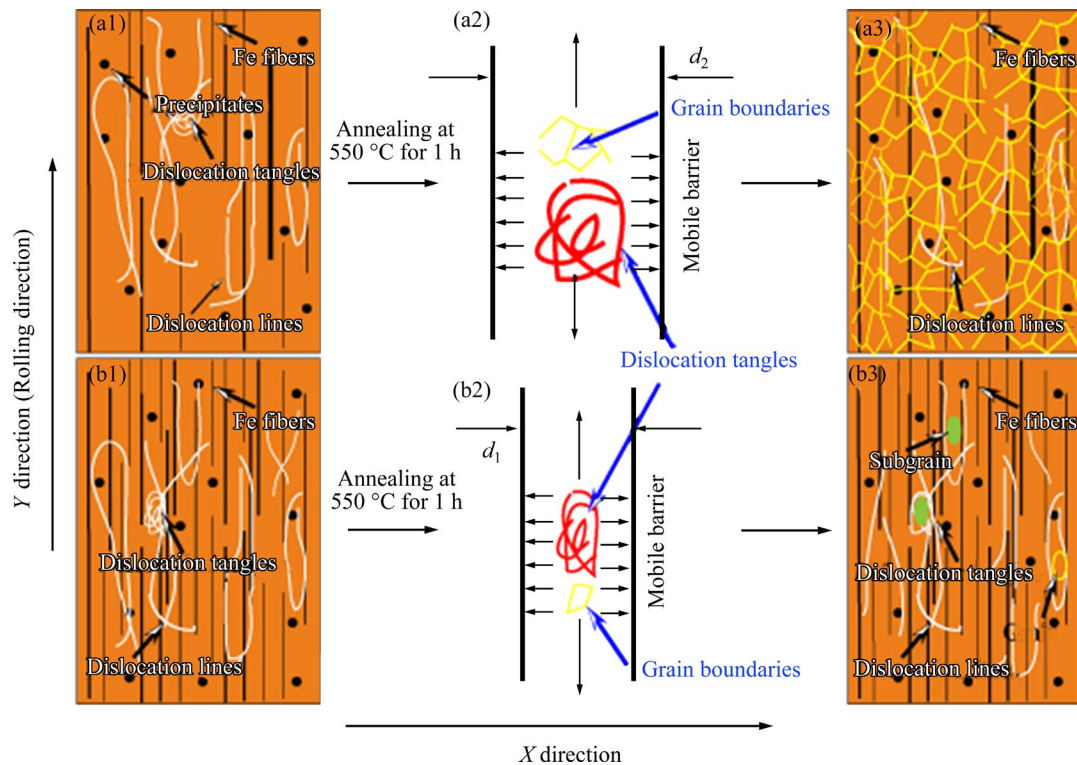 (a1)
Fe fibers
Precipitates
Dislocation tangles
Dislocation lines
Annealing at
550 °C for 1 h
(a2)
d2
Grain boundaries
Mobile barrier
Dislocation tangles
(a3)
Fe fibers
Dislocation lines
Y direction (Rolling direction)
(b1)
Fe fibers
Dislocation tangles
Dislocation lines
Annealing at
550 °C for 1 h
(b2)
d1
Mobile barrier
Grain boundaries
(b3)
Fe fibers
Subgrain
Dislocation tangles
Dislocation lines
X direction